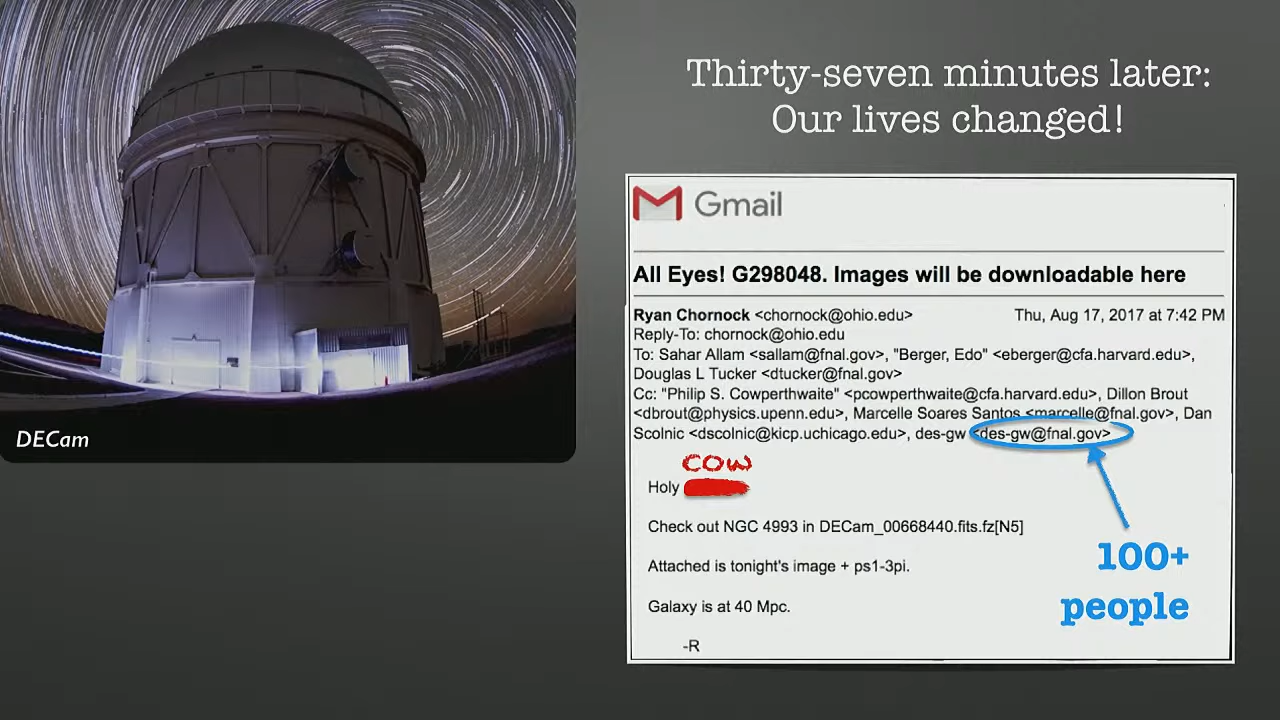 Thirty-seven minutes later:
Our lives changed!
Gmail
All Eyes! G298048. Images will be downloadable here
Ryan Chornock <chornock@ohio.edu> Thu, Aug 17, 2017 at 7:42 PM
Reply-To: chornock@ohio.edu
To: Sahar Allam <sallam@fnal.gov>, "Berger, Edo" <eberger@cfa.harvard.edu>,
Douglas L Tucker <dtucker@fnal.gov>
Cc: "Philip S. Cowperthwaite" <pcowperthwaite@cfa.harvard.edu>, Dillon Brout
<dbrout@physics.upenn.edu>, Marcelle Soares Santos <marcelle@fnal.gov>, Dan
Scolnic <dscolnic@kicp.uchicago.edu>, des-gw <des-gw@fnal.gov>
COW
Holy
Check out NGC 4993 in DECam_00668440.fits.fz[N5]
Attached is tonight's image + ps1-3pi.
Galaxy is at 40 Mpc.
-R
100+
people
DECam